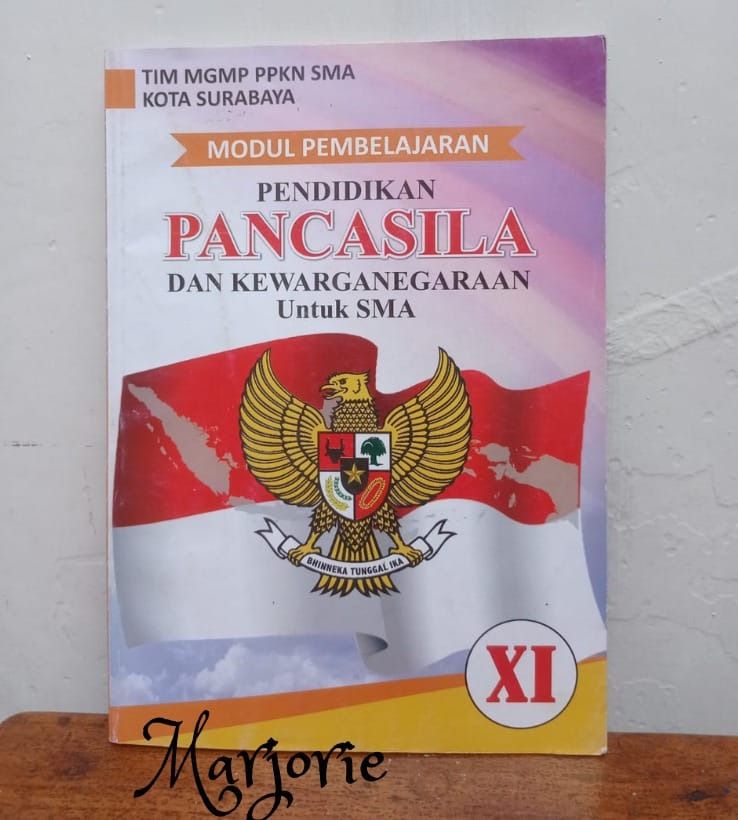 TIM MGMP PPKN SMA
KOTA SURABAYA
MODUL PEMBELAJARAN
PENDIDIKAN
PANCASILA
DAN KEWARGANEGARAAN
Untuk SMA
BHINNEKA TUNGGAL IKA
XI
Marjorie